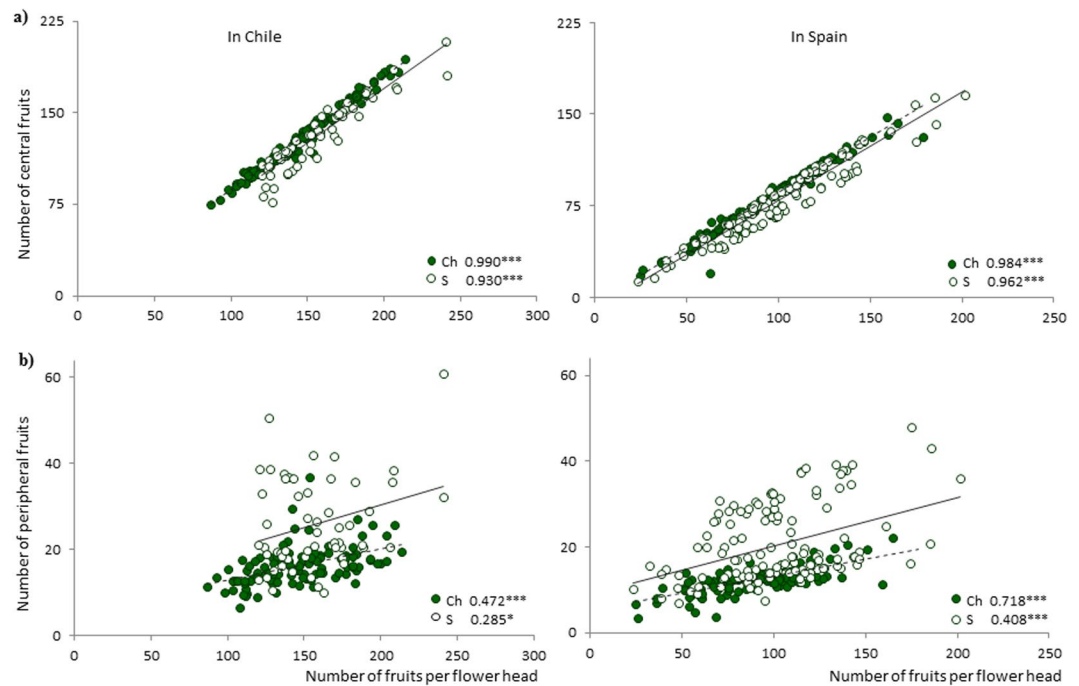 a)
In Chile
In Spain
Number of central fruits
225
150
75
0
0 50 100 150 200 250 300
Ch 0.990***
S 0.930***
225
150
75
0
0 50 100 150 200 250
Ch 0.984***
S 0.962***
b)
Number of peripheral fruits
60
40
20
0
0 50 100 150 200 250 300
Ch 0.472***
S 0.285*
Number of fruits per flower head
60
40
20
0
0 50 100 150 200 250
Ch 0.718***
S 0.408***
Number of fruits per flower head